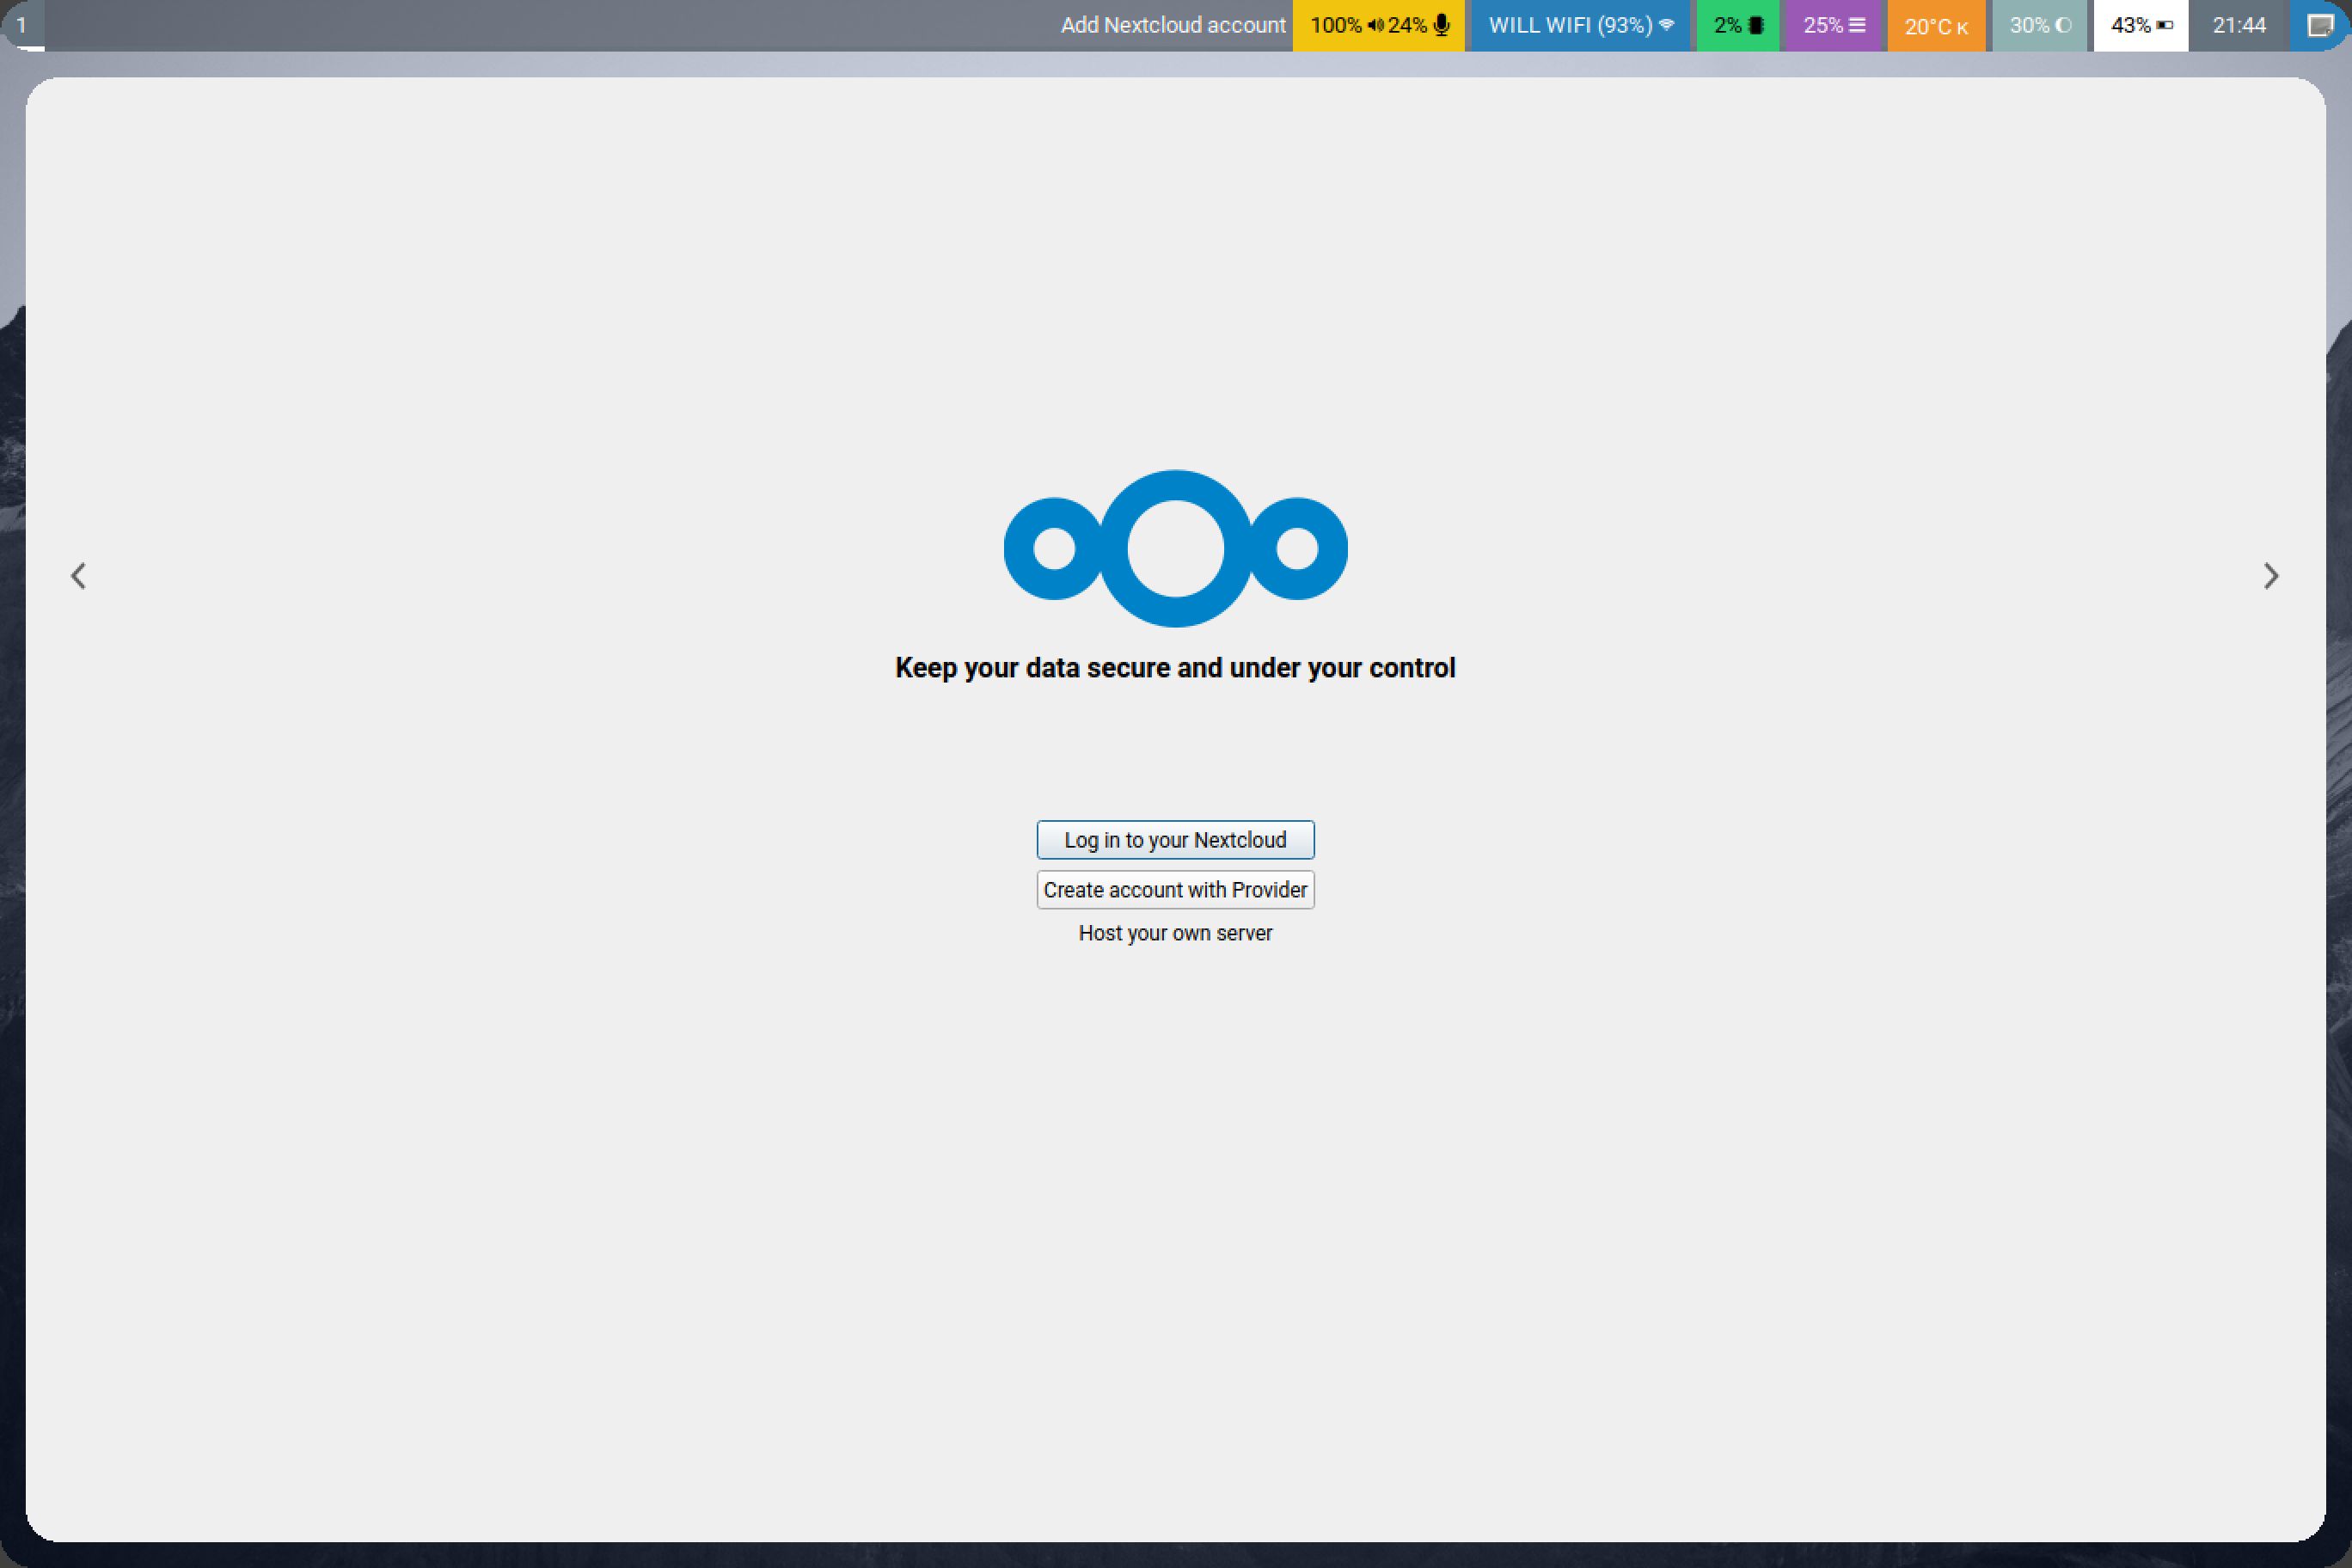 1 Add Nextcloud account 100% 24% WILL WIFI (93%) 2% 25% 20°C K 30% 43% 21:44
Keep your data secure and under your control
Log in to your Nextcloud
Create account with Provider
Host your own server